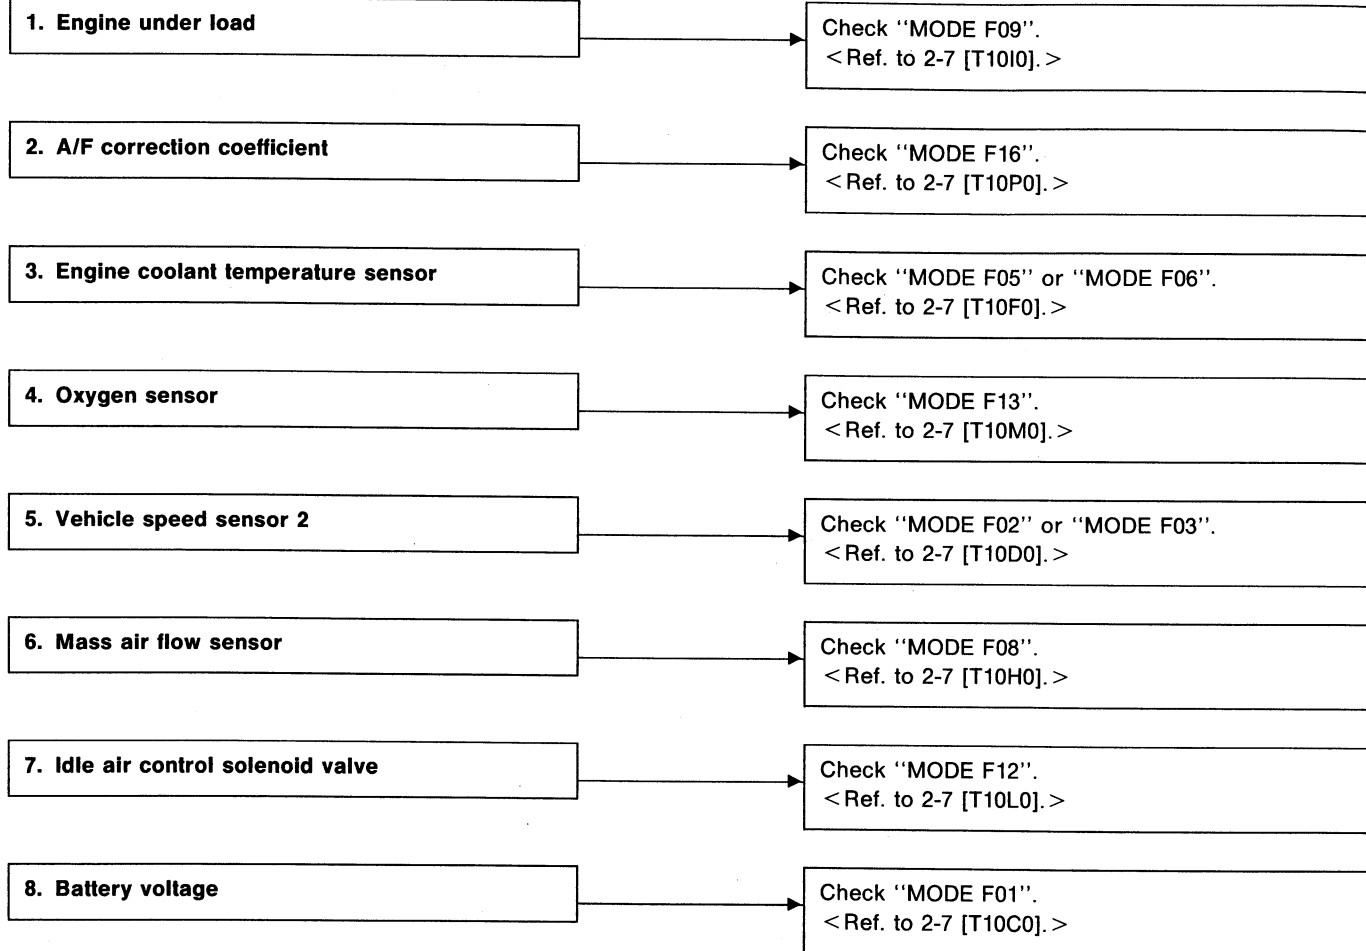 1. Engine under load
Check ‘‘MODE F09’’.
<Ref. to 2-7 [T10I0].>
2. A/F correction coefficient
Check ‘‘MODE F16’’.
<Ref. to 2-7 [T10P0].>
3. Engine coolant temperature sensor
Check ‘‘MODE F05’’ or ‘‘MODE F06’’.
<Ref. to 2-7 [T10F0].>
4. Oxygen sensor
Check ‘‘MODE F13’’.
<Ref. to 2-7 [T10M0].>
5. Vehicle speed sensor 2
Check ‘‘MODE F02’’ or ‘‘MODE F03’’.
<Ref. to 2-7 [T10D0].>
6. Mass air flow sensor
Check ‘‘MODE F08’’.
<Ref. to 2-7 [T10H0].>
7. Idle air control solenoid valve
Check ‘‘MODE F12’’.
<Ref. to 2-7 [T10L0].>
8. Battery voltage
Check ‘‘MODE F01’’.
<Ref. to 2-7 [T10C0].>